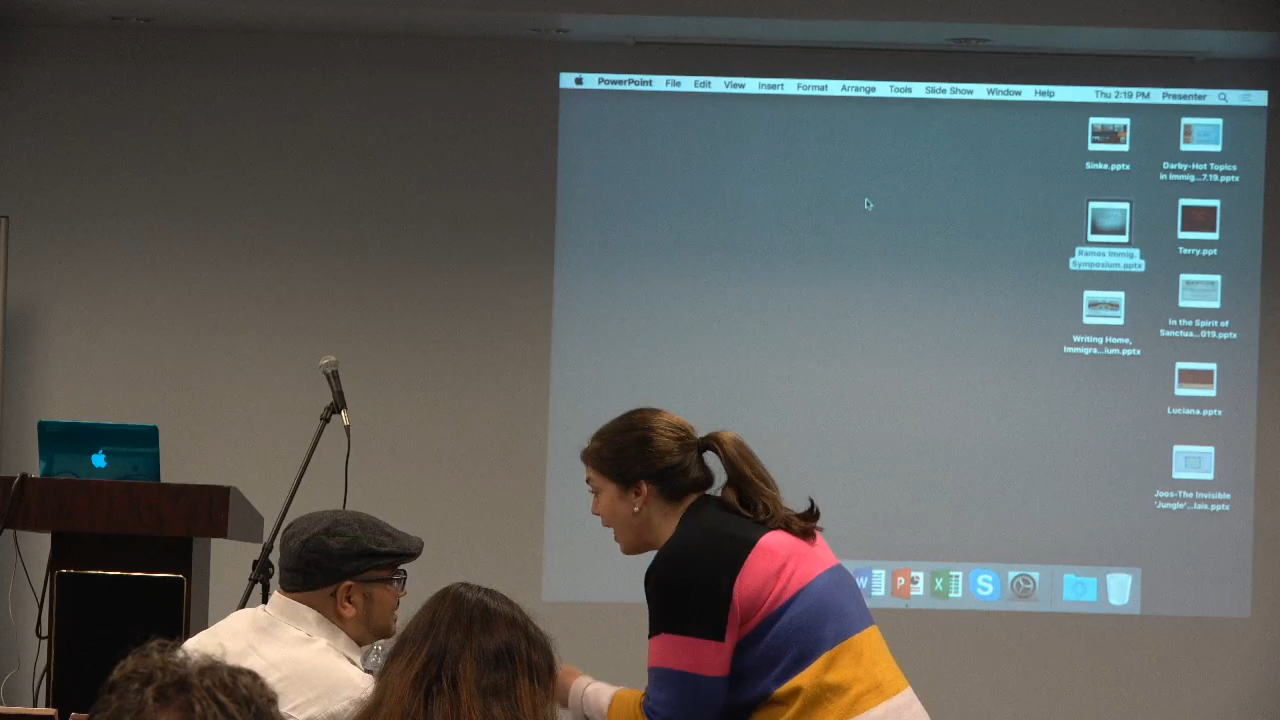 PowerPoint File Edit View Insert Format Arrange Tools Slide Show Window Help Thu 2:19 PM Presenter
Sinke.pptx
Darby-Hot Topics
in Immig...7.19.pptx
Ramos Immig.
Symposium.pptx
Terry.ppt
Writing Home,
Immigra...ium.pptx
In the Spirit of
Sanctua...019.pptx
Luciana.pptx
Joos-The Invisible
'Jungle'...lais.pptx
W P X S